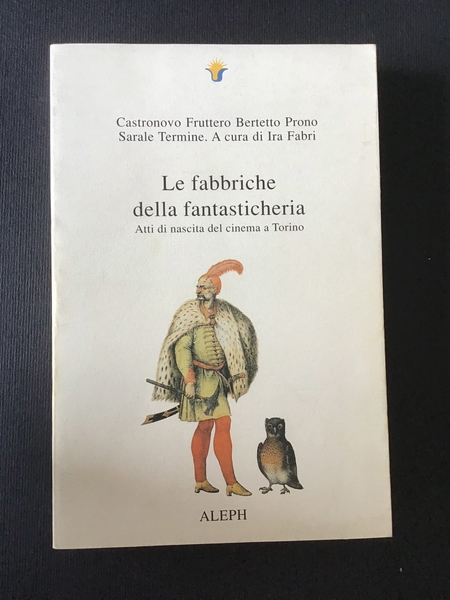 Castronovo Fruttero Bertetto Prono
Sarale Termine. A cura di Ira Fabri
Le fabbriche
della fantasticheria
Atti di nascita del cinema a Torino
ALEPH